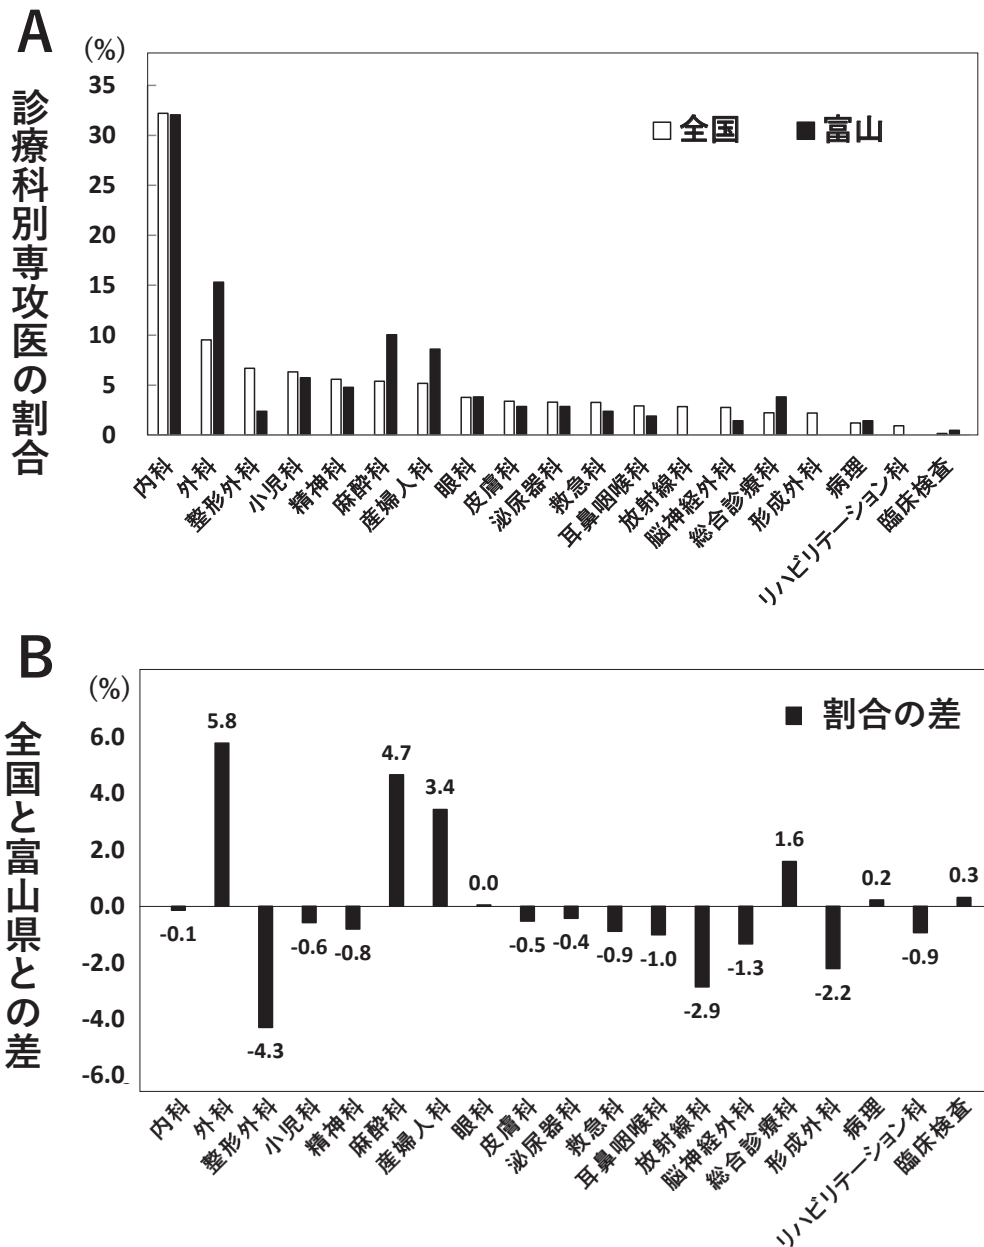 A
(%)
診療科別専攻医の割合
35
30
25
20
15
10
5
0
全国
富山
内科
外科
整形外科
小児科
精神科
麻酔科
産婦人科
眼科
皮膚科
泌尿器科
救急科
耳鼻咽喉科
放射線科
脳神経外科
総合診療科
形成外科
病理
リハビリテーション科
臨床検査
B
(%)
全国と富山県との差
割合の差
6.0
4.0
2.0
0.0
-2.0
-4.0
-6.0
-0.1
5.8
-4.3
-0.6
-0.8
4.7
3.4
0.0
-0.5
-0.4
-0.9
-1.0
-2.9
-1.3
1.6
-2.2
0.2
-0.9
0.3
内科
外科
整形外科
小児科
精神科
麻酔科
産婦人科
眼科
皮膚科
泌尿器科
救急科
耳鼻咽喉科
放射線科
脳神経外科
総合診療科
形成外科
病理
リハビリテーション科
臨床検査